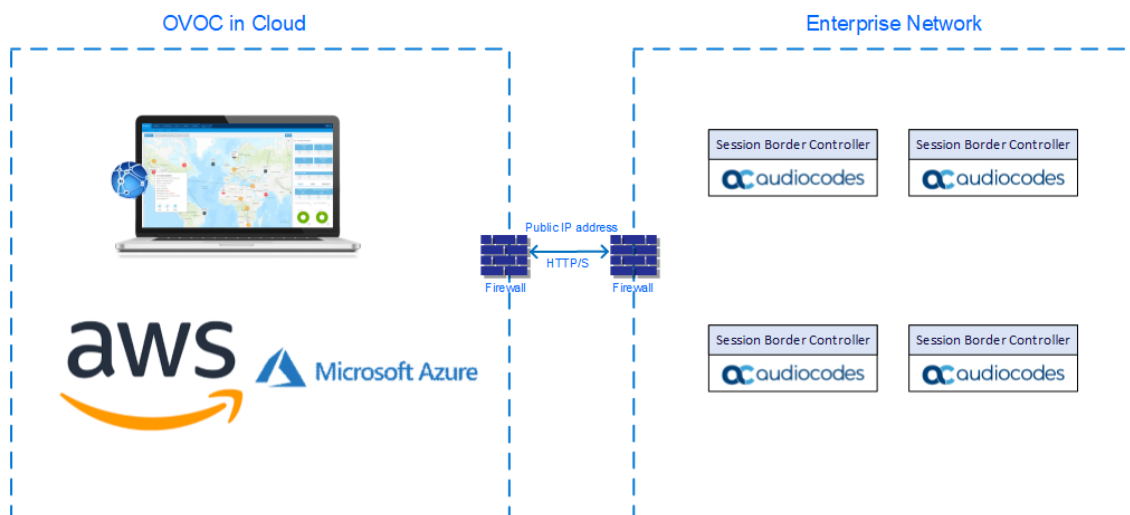 OVOC in Cloud
Enterprise Network
Session Border Controller
audiocodes
Session Border Controller
audiocodes
Public IP address
HTTP/S
Firewall
Firewall
aws
Microsoft Azure
Session Border Controller
audiocodes
Session Border Controller
audiocodes